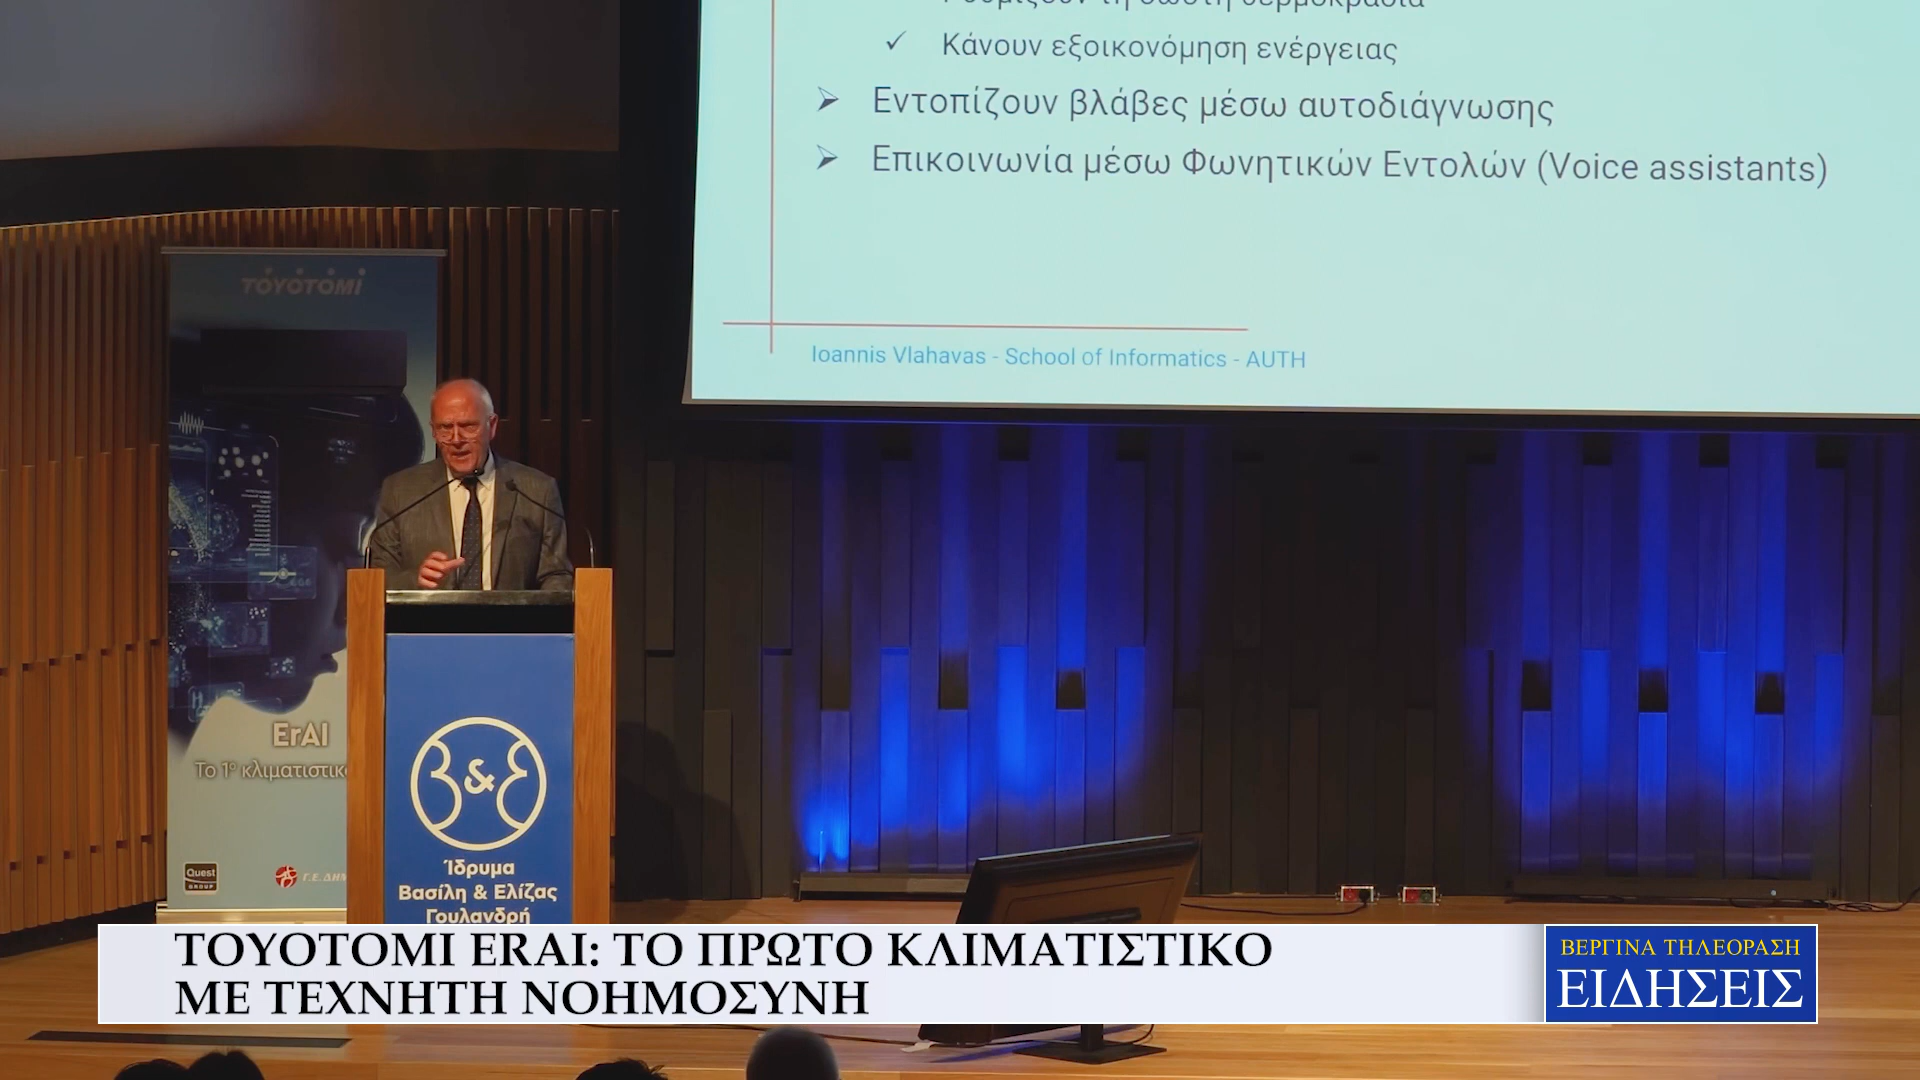 Κάνουν εξοικονόμηση ενέργειας
Εντοπίζουν βλάβες μέσω αυτοδιάγνωσης
Επικοινωνία μέσω Φωνητικών Εντολών (Voice assistants)
Ioannis Vlahavas - School of Informatics - AUTH
TOYOTOMI
ErAI
Το 1º
Quest
GROUP
Β&Ε
Ίδρυμα
Βασίλη & Ελίζας
Γουλανδρή
TOYOTOMI ERAI: ΤΟ ΠΡΩΤΟ ΚΛΙΜΑΤΙΣΤΙΚΟ
ΜΕ ΤΕΧΝΗΤΗ ΝΟΗΜΟΣΥΝΗ
ΒΕΡΓΙΝΑ ΤΗΛΕΟΡΑΣΗ
ΕΙΔΗΣΕΙΣ